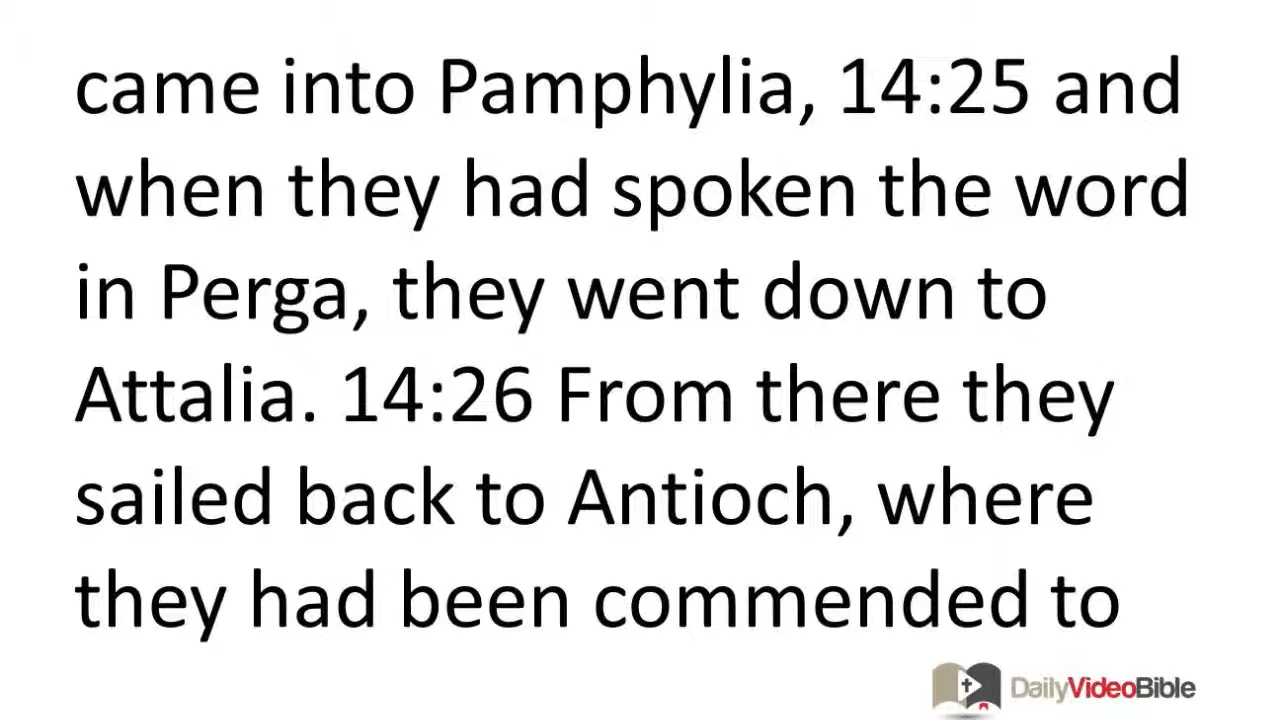 came into Pamphylia, 14:25 and
when they had spoken the word
in Perga, they went down to
Attalia. 14:26 From there they
sailed back to Antioch, where
they had been commended to
DailyVideoBible